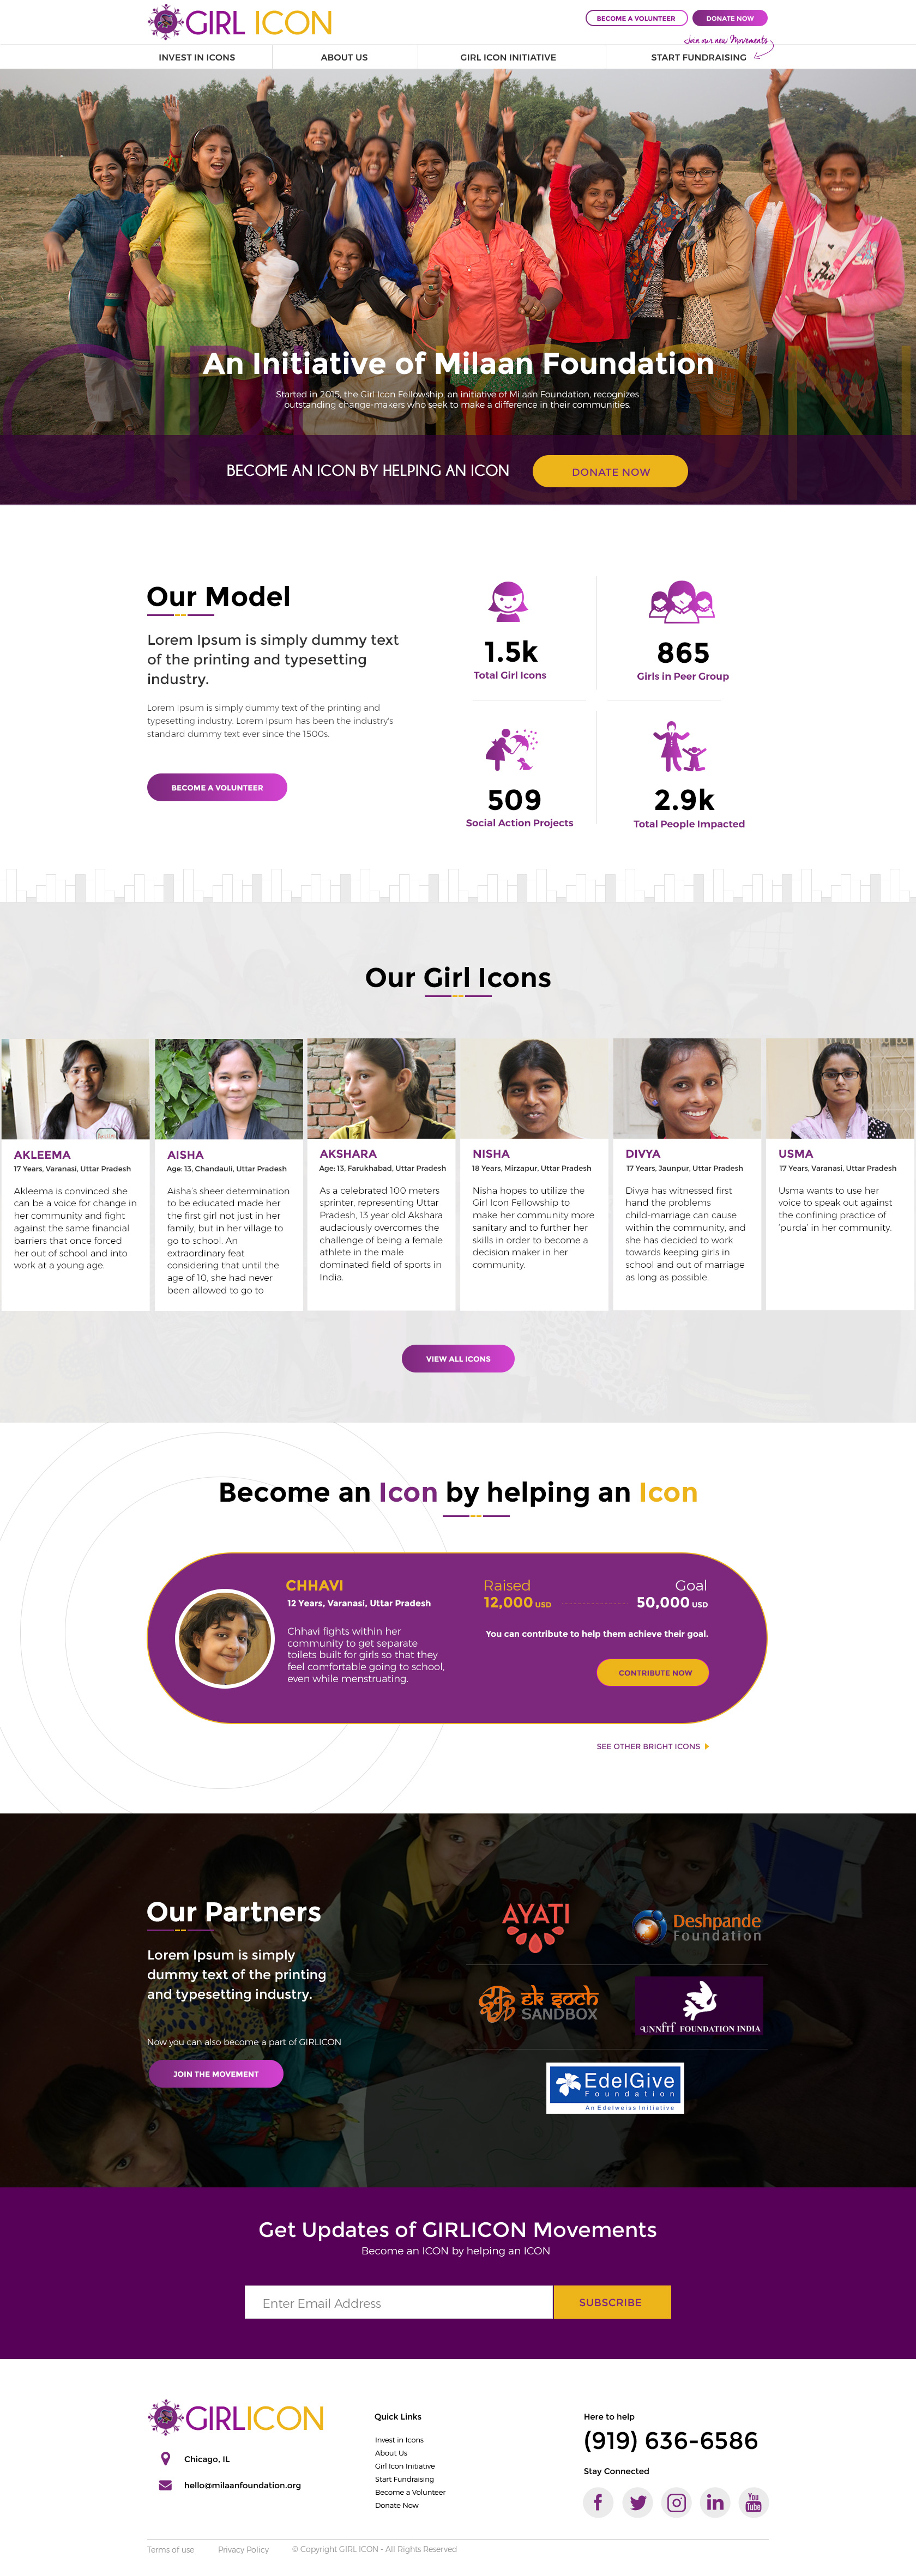 GIRL ICON
BECOME A VOLUNTEER
DONATE NOW
Join our new Movements
INVEST IN ICONS
ABOUT US
GIRL ICON INITIATIVE
START FUNDRAISING
GIRL ICON
An Initiative of Milaan Foundation
Started in 2015, the Girl Icon Fellowship, an initiative of Milaan Foundation, recognizes
outstanding change-makers who seek to make a difference in their communities.
BECOME AN ICON BY HELPING AN ICON
DONATE NOW
Our Model
Lorem Ipsum is simply dummy text
of the printing and typesetting
industry.
Lorem Ipsum is simply dummy text of the printing and
typesetting industry. Lorem Ipsum has been the industry's
standard dummy text ever since the 1500s.
BECOME A VOLUNTEER
1.5k
Total Girl Icons
865
Girls in Peer Group
509
Social Action Projects
2.9k
Total People Impacted
Our Girl Icons
AKLEEMA
17 Years, Varanasi, Uttar Pradesh
Akleema is convinced she
can be a voice for change in
her community and fight
against the same financial
barriers that once forced
her out of school and into
work at a young age.
AISHA
Age: 13, Chandauli, Uttar Pradesh
Aisha's sheer determination
to be educated made her
the first girl not just in her
family, but in her village to
go to school. An
extraordinary feat
considering that until the
age of 10, she had never
been allowed to go to
AKSHARA
Age: 13, Farukhabad, Uttar Pradesh
As a celebrated 100 meters
sprinter, representing Uttar
Pradesh, 13 year old Akshara
audaciously overcomes the
challenge of being a female
athlete in the male
dominated field of sports in
India.
NISHA
18 Years, Mirzapur, Uttar Pradesh
Nisha hopes to utilize the
Girl Icon Fellowship to
make her community more
sanitary and to further her
skills in order to become a
decision maker in her
community.
DIVYA
17 Years, Jaunpur, Uttar Pradesh
Divya has witnessed first
hand the problems
child-marriage can cause
within the community, and
she has decided to work
towards keeping girls in
school and out of marriage
as long as possible.
USMA
17 Years, Varanasi, Uttar Pradesh
Usma wants to use her
voice to speak out against
the confining practice of
'purda' in her community.
VIEW ALL ICONS
Become an Icon by helping an Icon
CHHAVI
12 Years, Varanasi, Uttar Pradesh
Chhavi fights within her
community to get separate
toilets built for girls so that they
feel comfortable going to school,
even while menstruating.
Raised
12,000 USD
Goal
50,000 USD
You can contribute to help them achieve their goal.
CONTRIBUTE NOW
SEE OTHER BRIGHT ICONS
Our Partners
Lorem Ipsum is simply
dummy text of the printing
and typesetting industry.
Now you can also become a part of GIRLICON
JOIN THE MOVEMENT
AYATI
Deshpande
Foundation
ek soch
SANDBOX
UNNITI FOUNDATION INDIA
EdelGive
Foundation
An Edelweiss Initiative
Get Updates of GIRLICON Movements
Become an ICON by helping an ICON
Enter Email Address
SUBSCRIBE
GIRLICON
Chicago, IL
hello@milaanfoundation.org
Quick Links
Invest in Icons
About Us
Girl Icon Initiative
Start Fundraising
Become a Volunteer
Donate Now
Here to help
(919) 636-6586
Stay Connected
f
in
You
Tube
Terms of use
Privacy Policy
© Copyright GIRL ICON - All Rights Reserved